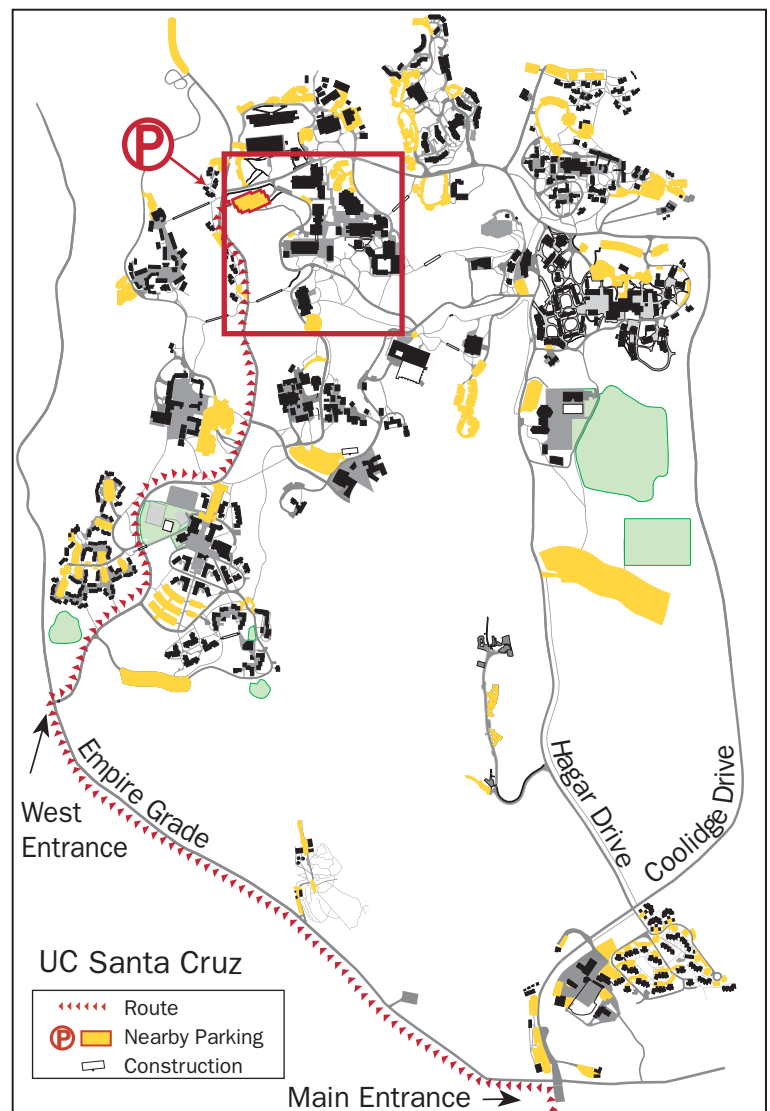 P
Hagar Drive
Coolidge Drive
Empire Grade
West
Entrance
UC Santa Cruz
Route
P Nearby Parking
Construction
Main Entrance